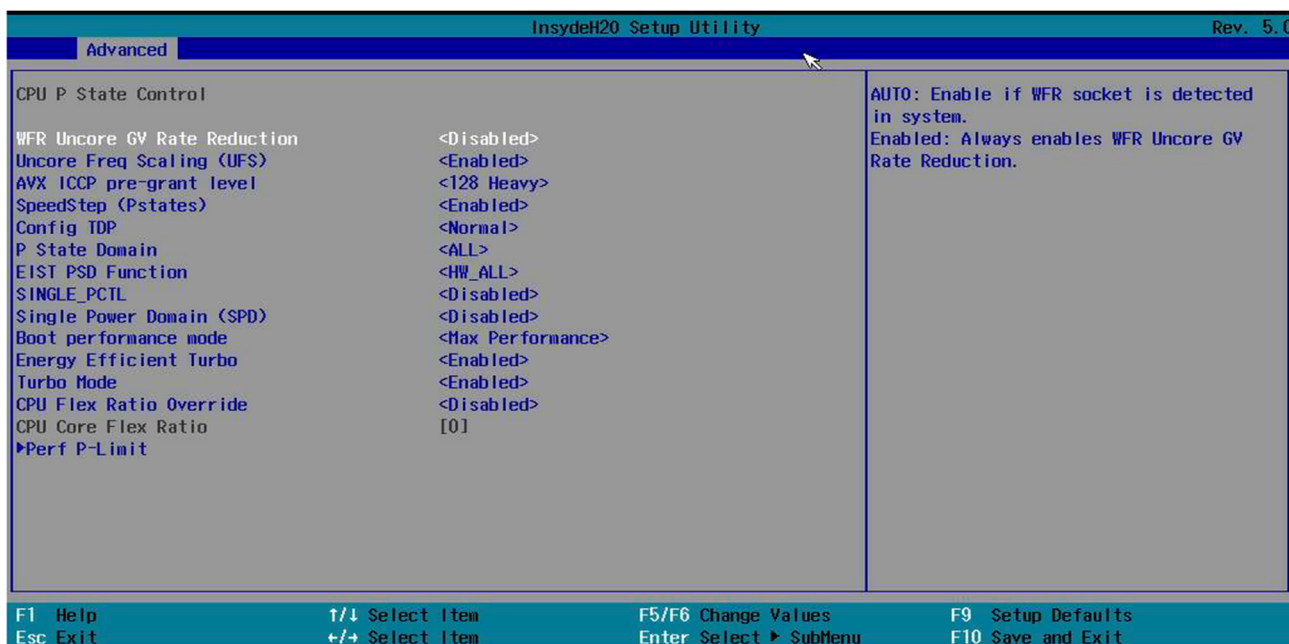 InsydeH2O Setup Utility Rev. 5.0
Advanced
CPU P State Control
WFR Uncore GV Rate Reduction <Disabled>
Uncore Freq Scaling (UFS) <Enabled>
AVX ICCP pre-grant level <128 Heavy>
SpeedStep (Pstates) <Enabled>
Config TDP <Normal>
P State Domain <ALL>
EIST PSD Function <HW_ALL>
SINGLE_PCTL <Disabled>
Single Power Domain (SPD) <Disabled>
Boot performance mode <Max Performance>
Energy Efficient Turbo <Enabled>
Turbo Mode <Enabled>
CPU Flex Ratio Override <Disabled>
CPU Core Flex Ratio [0]
▶Perf P-Limit
AUTO: Enable if WFR socket is detected
in system.
Enabled: Always enables WFR Uncore GV
Rate Reduction.
F1 Help ↑/↓ Select Item F5/F6 Change Values F9 Setup Defaults
Esc Exit ←/→ Select Item Enter Select ▶ SubMenu F10 Save and Exit